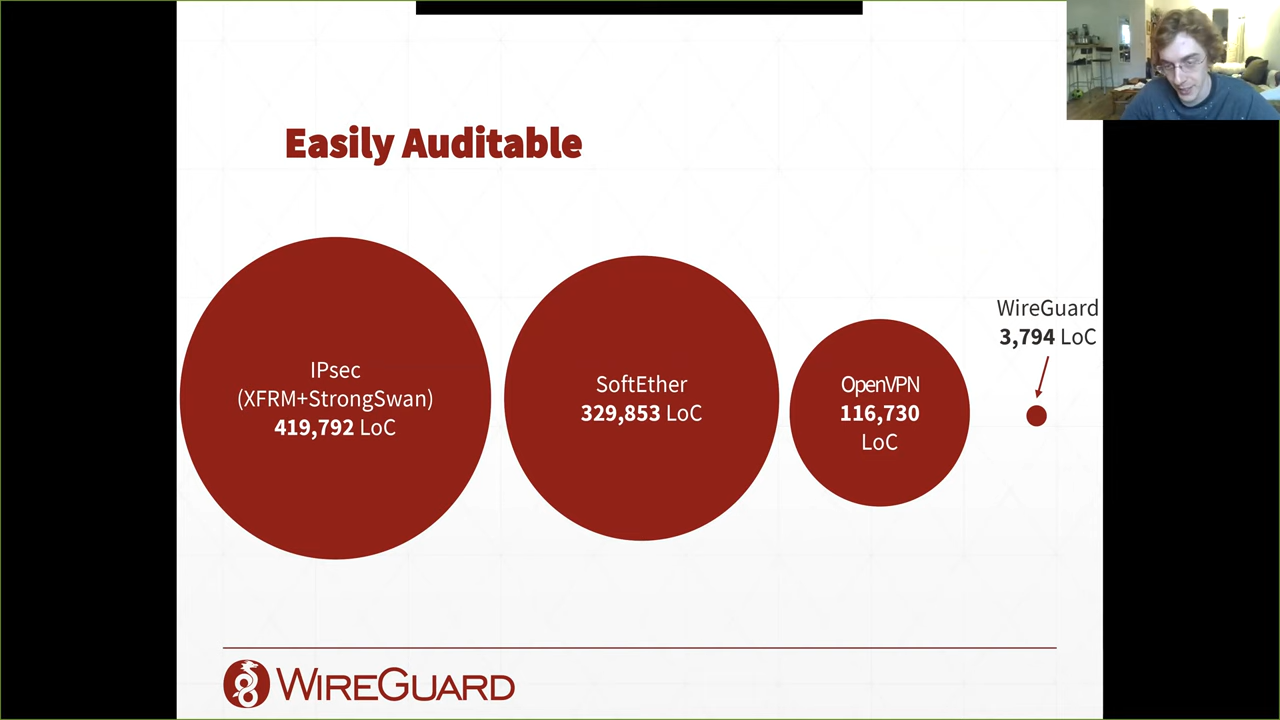 Easily Auditable
IPsec
(XFRM+StrongSwan)
419,792 LoC
SoftEther
329,853 LoC
OpenVPN
116,730
LoC
WireGuard
3,794 LoC
WIREGUARD